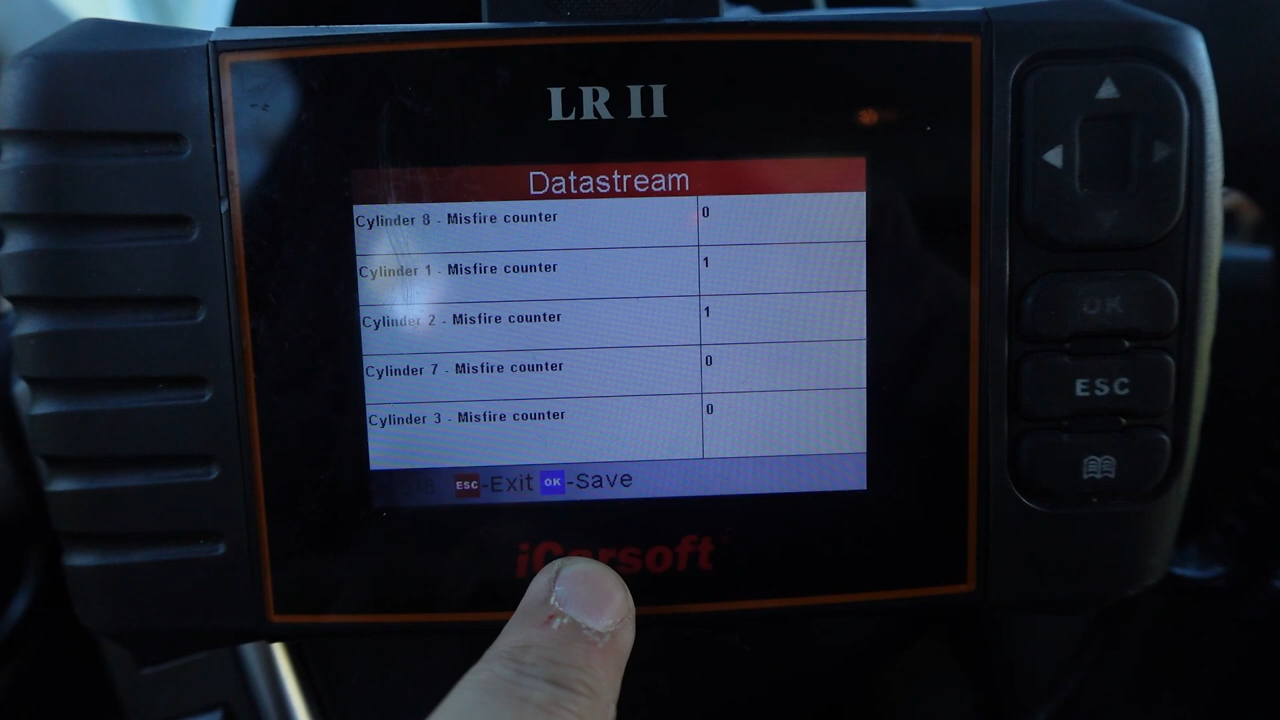 LR II
Datastream
Cylinder 8 - Misfire counter 0
Cylinder 1 - Misfire counter 1
Cylinder 2 - Misfire counter 1
Cylinder 7 - Misfire counter 0
Cylinder 3 - Misfire counter 0
ESC-Exit OK-Save
iCarsoft
OK
ESC